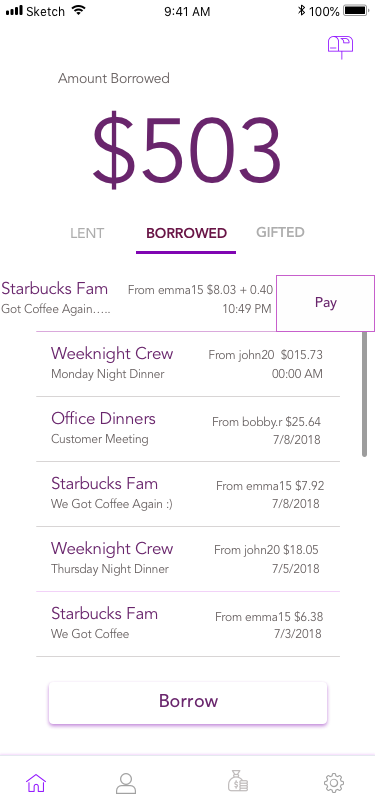 Sketch 9:41 AM 100%
Amount Borrowed
$503
LENT BORROWED GIFTED
Starbucks Fam From emma15 $8.03 + 0.40 Pay
Got Coffee Again….. 10:49 PM
Weeknight Crew From john20 $015.73
Monday Night Dinner 00:00 AM
Office Dinners From bobby.r $25.64
Customer Meeting 7/8/2018
Starbucks Fam From emma15 $7.92
We Got Coffee Again :) 7/8/2018
Weeknight Crew From john20 $18.05
Thursday Night Dinner 7/5/2018
Starbucks Fam From emma15 $6.38
We Got Coffee 7/3/2018
Borrow